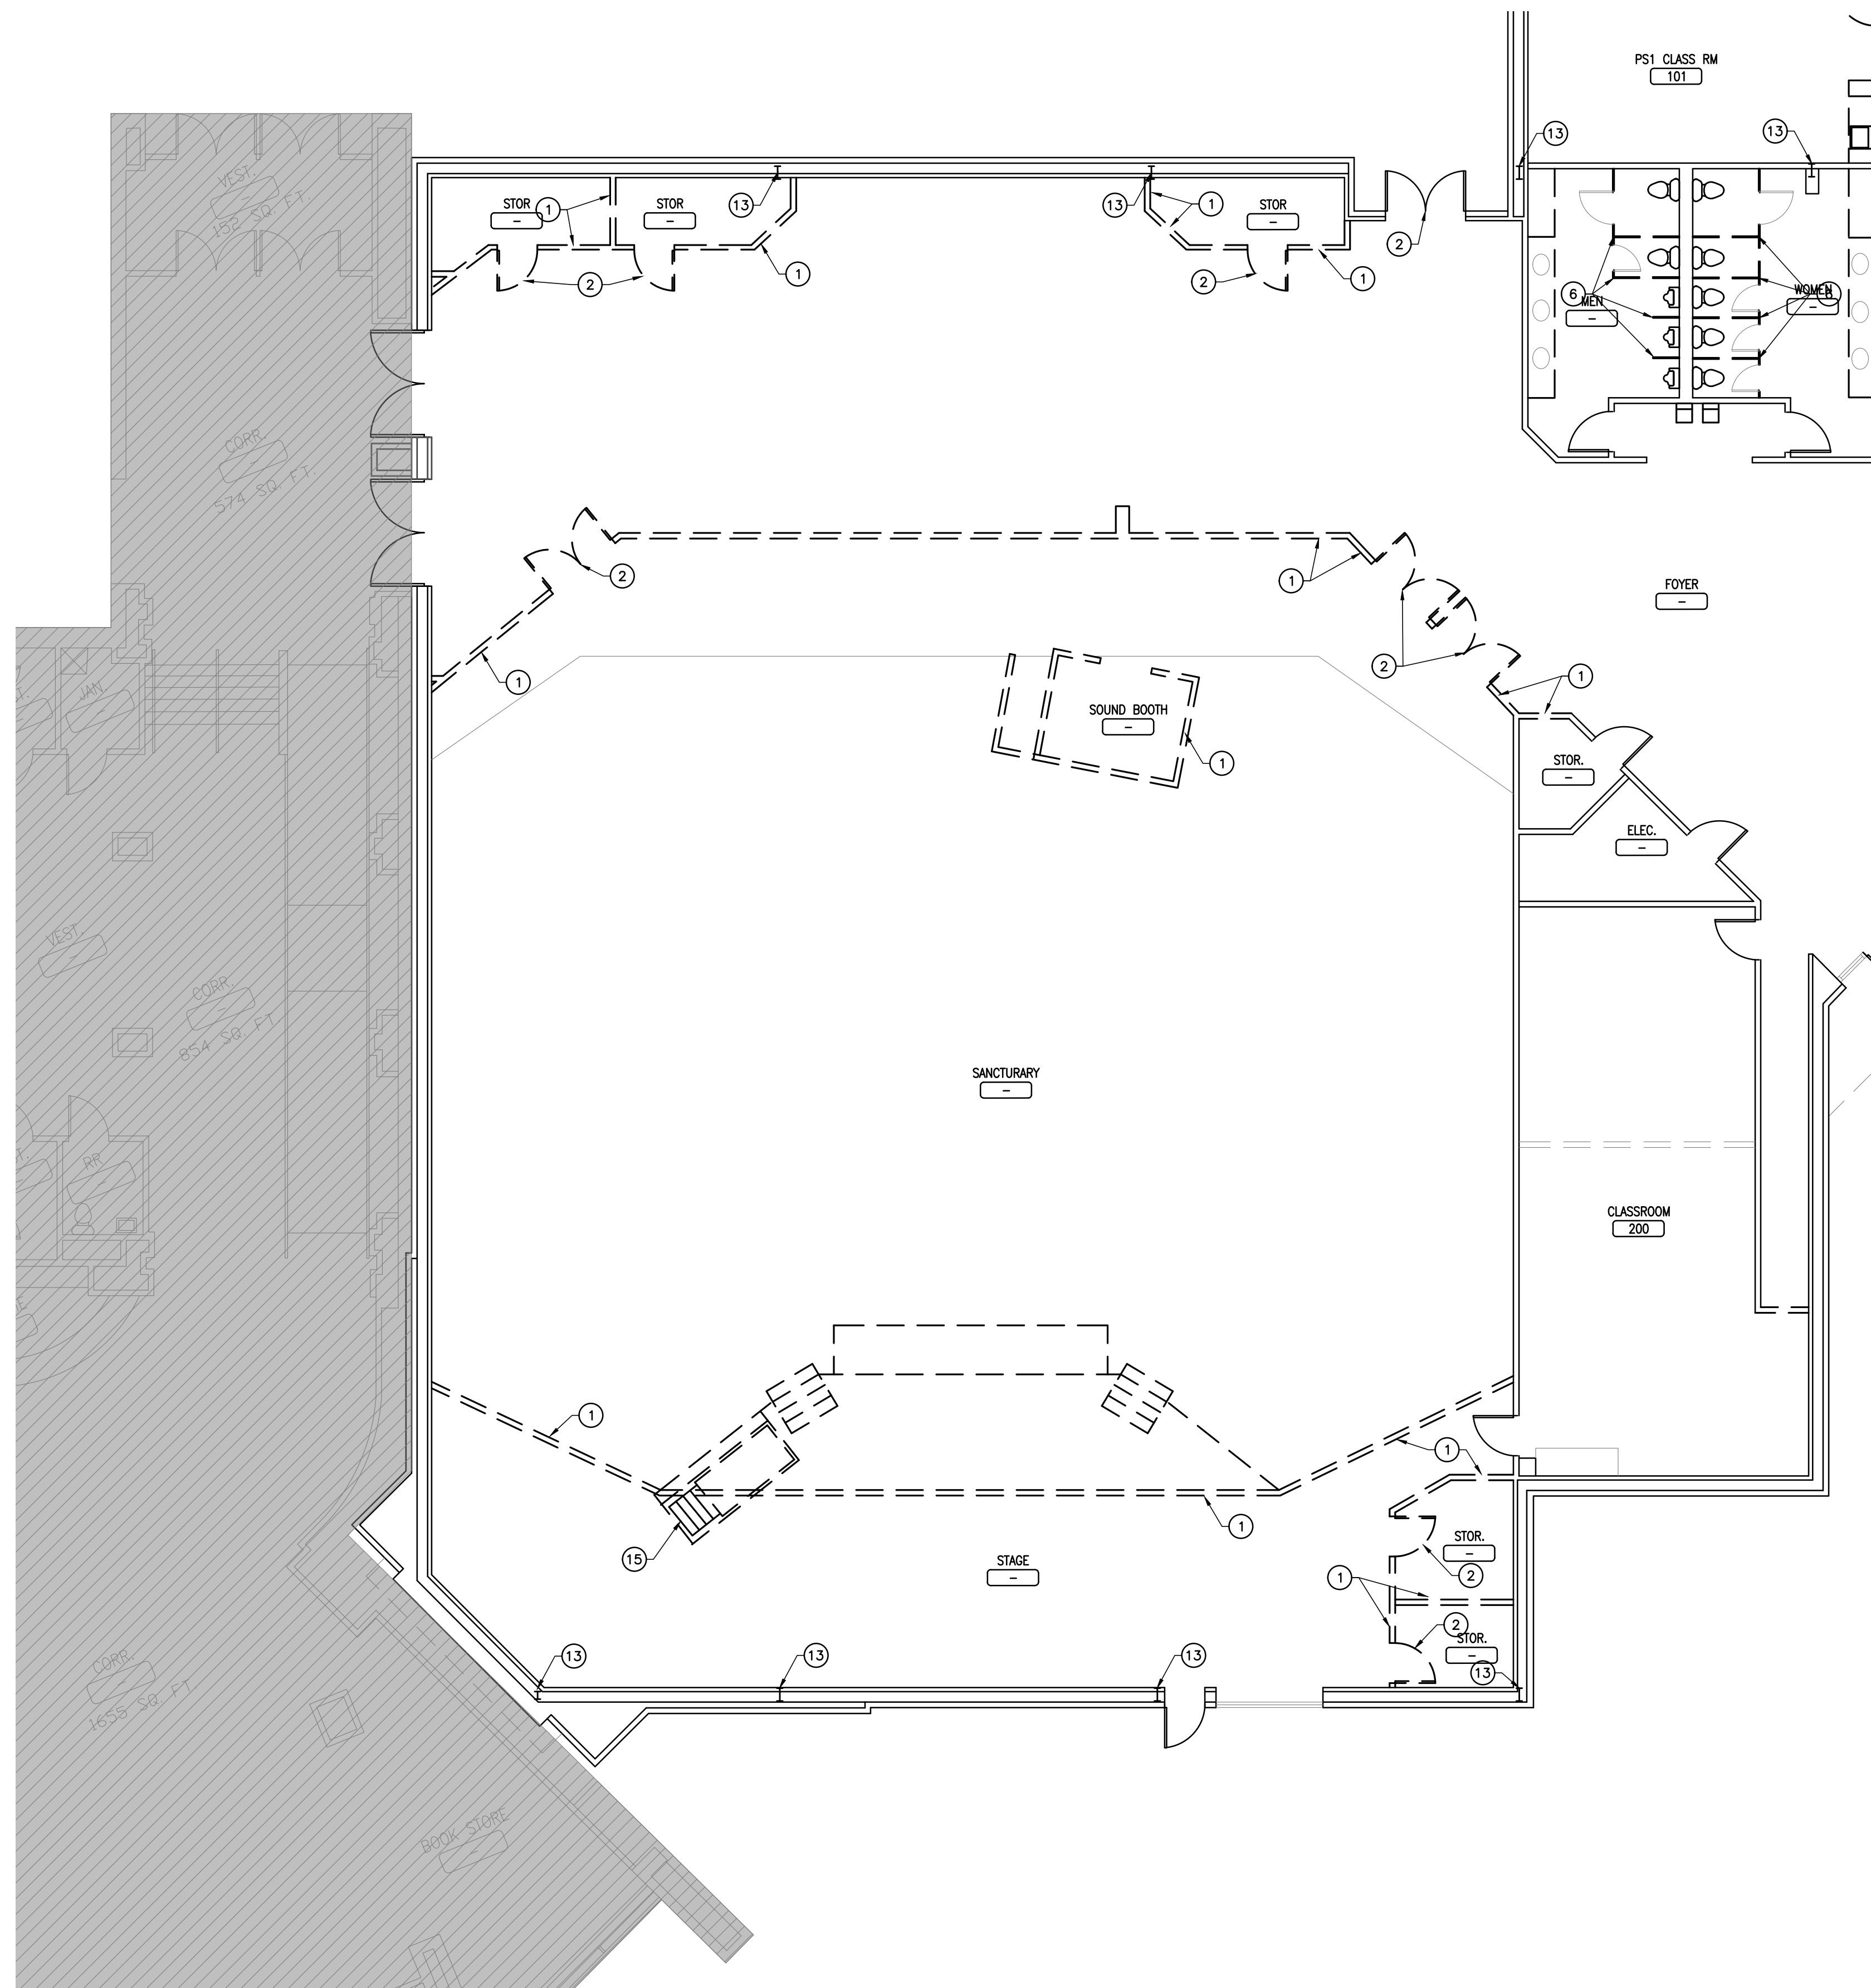 PS1 CLASS RM
101
13
13
VEST.
-
152 SQ. FT.
STOR
-
1
STOR
-
13
13
1
STOR
-
2
1
2
2
1
6
MEN
-
WOMEN
-
6
CORR.
-
574 SQ. FT.
2
1
FOYER
-
1
2
1
JAN.
-
T.
-
SOUND BOOTH
-
1
STOR.
-
ELEC.
-
VEST.
-
CORR.
-
854 SQ. FT.
SANCTURARY
-
RR
-
T.
-
CLASSROOM
200
1
1
1
15
STAGE
-
STOR.
-
1
2
2
STOR.
-
13
13
13
13
CORR.
-
1655 SQ. FT.
BOOK STORE
-